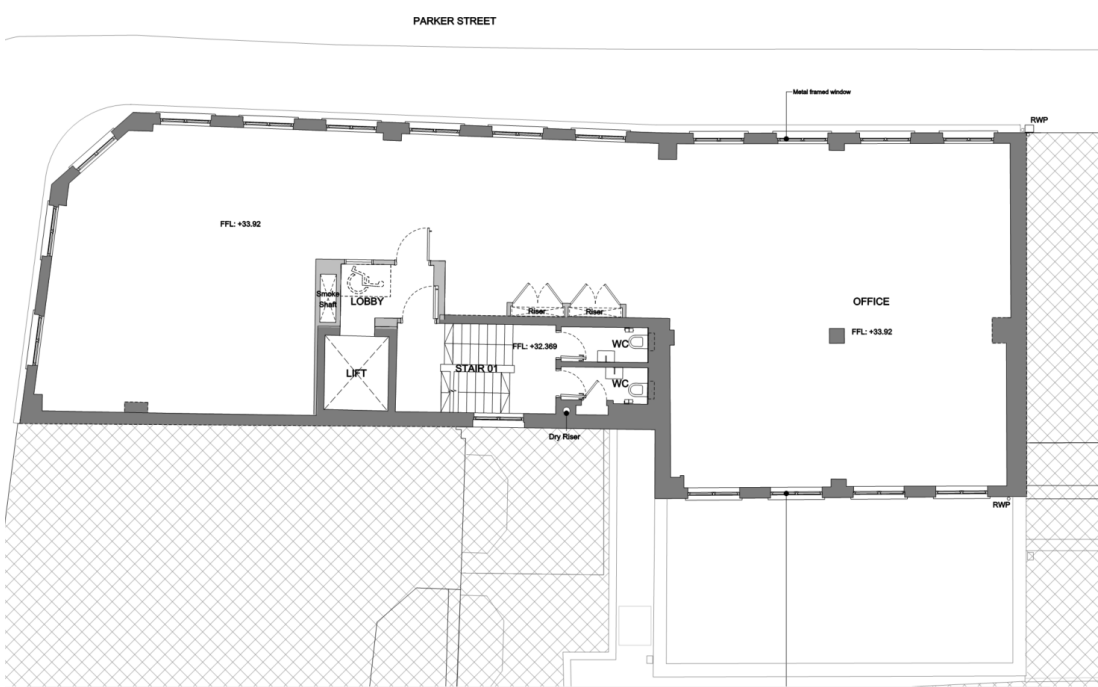 PARKER STREET
Metal framed window
RWP
FFL: +33.92
Smoke
Shaft
LOBBY
OFFICE
Riser
Riser
FFL: +33.92
WC
FFL: +32.369
LIFT
STAIR 01
WC
Dry Riser
RWP